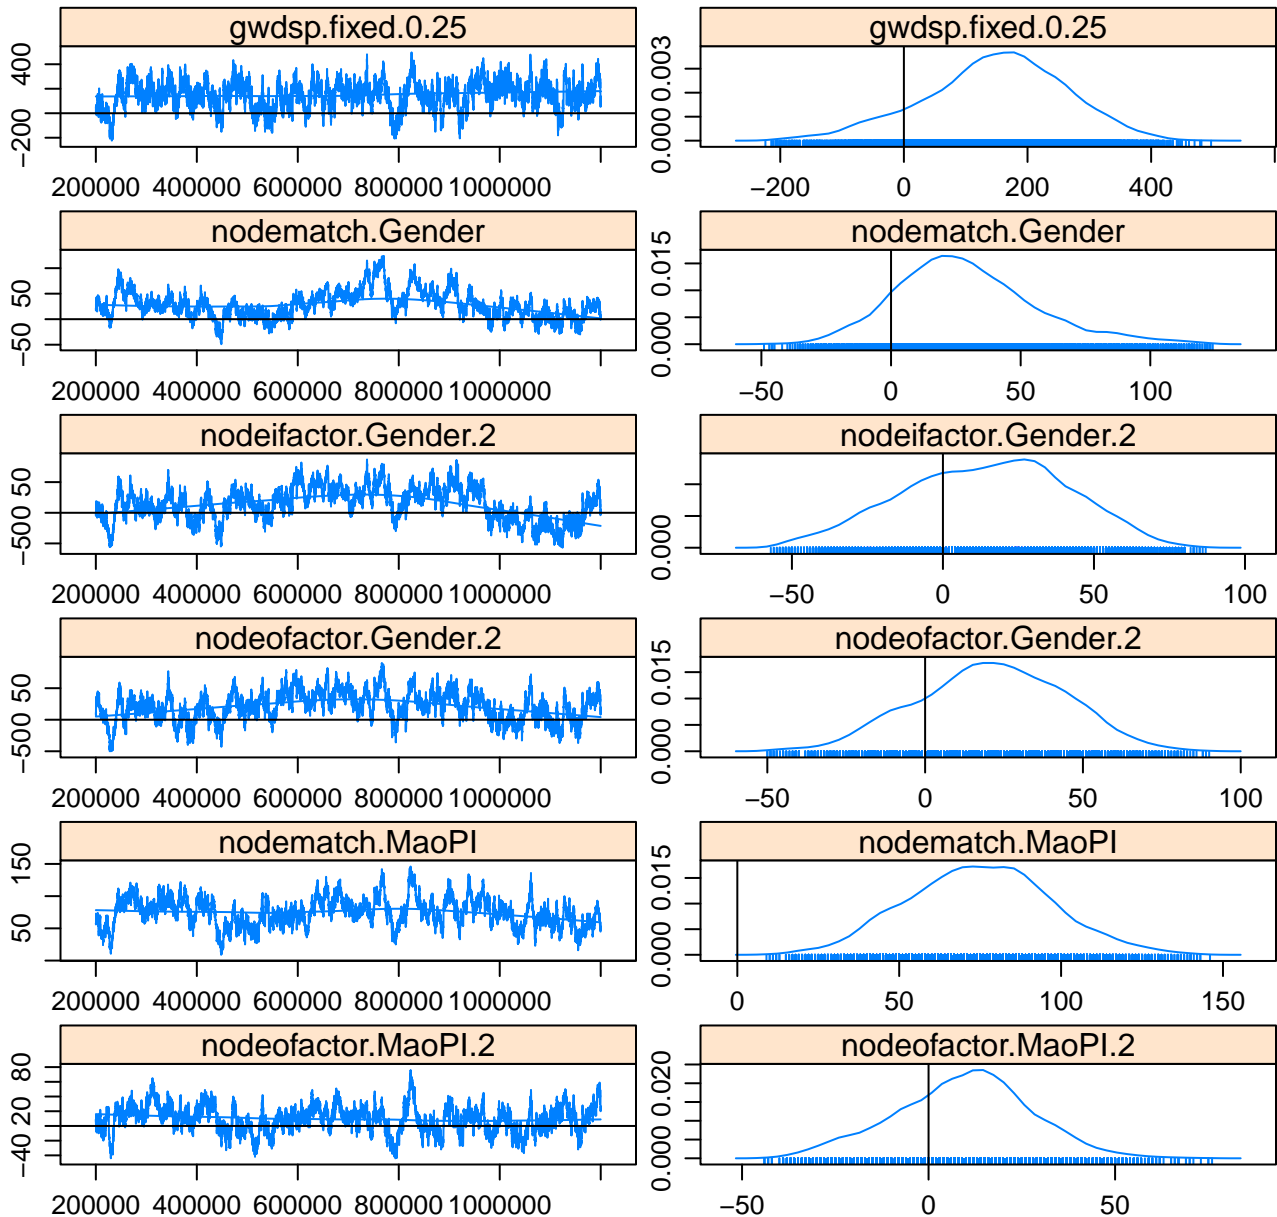 gwdsp.fixed.0.25 gwdsp.fixed.0.25
−200 400
0.000 0.003
200000 400000 600000 800000 1000000
−200 0 200 400
nodematch.Gender nodematch.Gender
−50 50
0.000 0.015
200000 400000 600000 800000 1000000
−50 0 50 100
nodeifactor.Gender.2 nodeifactor.Gender.2
−50 0 50
0.000
200000 400000 600000 800000 1000000
−50 0 50 100
nodeofactor.Gender.2 nodeofactor.Gender.2
−50 0 50
0.000 0.015
200000 400000 600000 800000 1000000
−50 0 50 100
nodematch.MaoPI nodematch.MaoPI
50 150
0.000 0.015
200000 400000 600000 800000 1000000
0 50 100 150
nodeofactor.MaoPI.2 nodeofactor.MaoPI.2
−40 20 80
0.000 0.020
200000 400000 600000 800000 1000000
−50 0 50